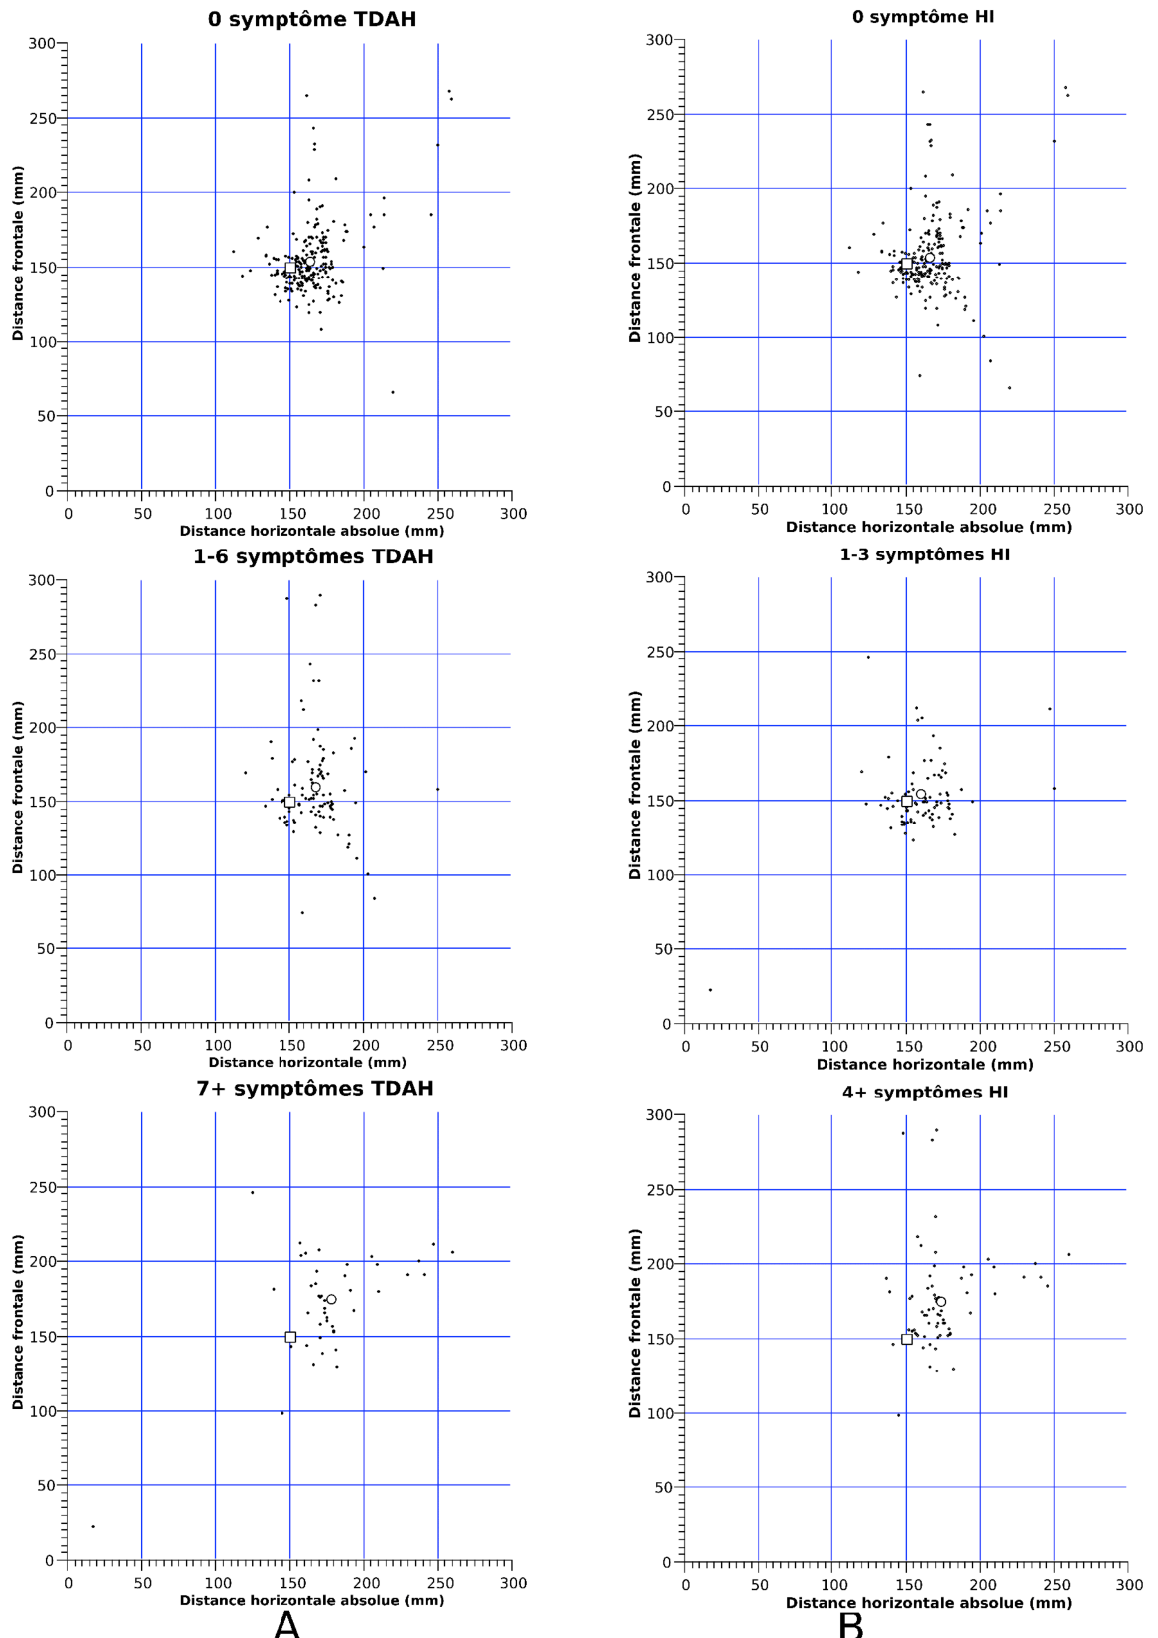 0 symptôme TDAH
300
250
200
150
100
50
0
Distance frontale (mm)
0 50 100 150 200 250 300
Distance horizontale absolue (mm)
1-6 symptômes TDAH
300
250
200
150
100
50
0
Distance frontale (mm)
0 50 100 150 200 250 300
Distance horizontale (mm)
7+ symptômes TDAH
300
250
200
150
100
50
0
Distance frontale (mm)
0 50 100 150 200 250 300
Distance horizontale absolue (mm)
A
0 symptôme HI
300
250
200
150
100
50
0
Distance frontale (mm)
0 50 100 150 200 250 300
Distance horizontale absolue (mm)
1-3 symptômes HI
300
250
200
150
100
50
0
Distance frontale (mm)
0 50 100 150 200 250 300
Distance horizontale (mm)
4+ symptômes HI
300
250
200
150
100
50
0
Distance frontale (mm)
0 50 100 150 200 250 300
Distance horizontale absolue (mm)
B